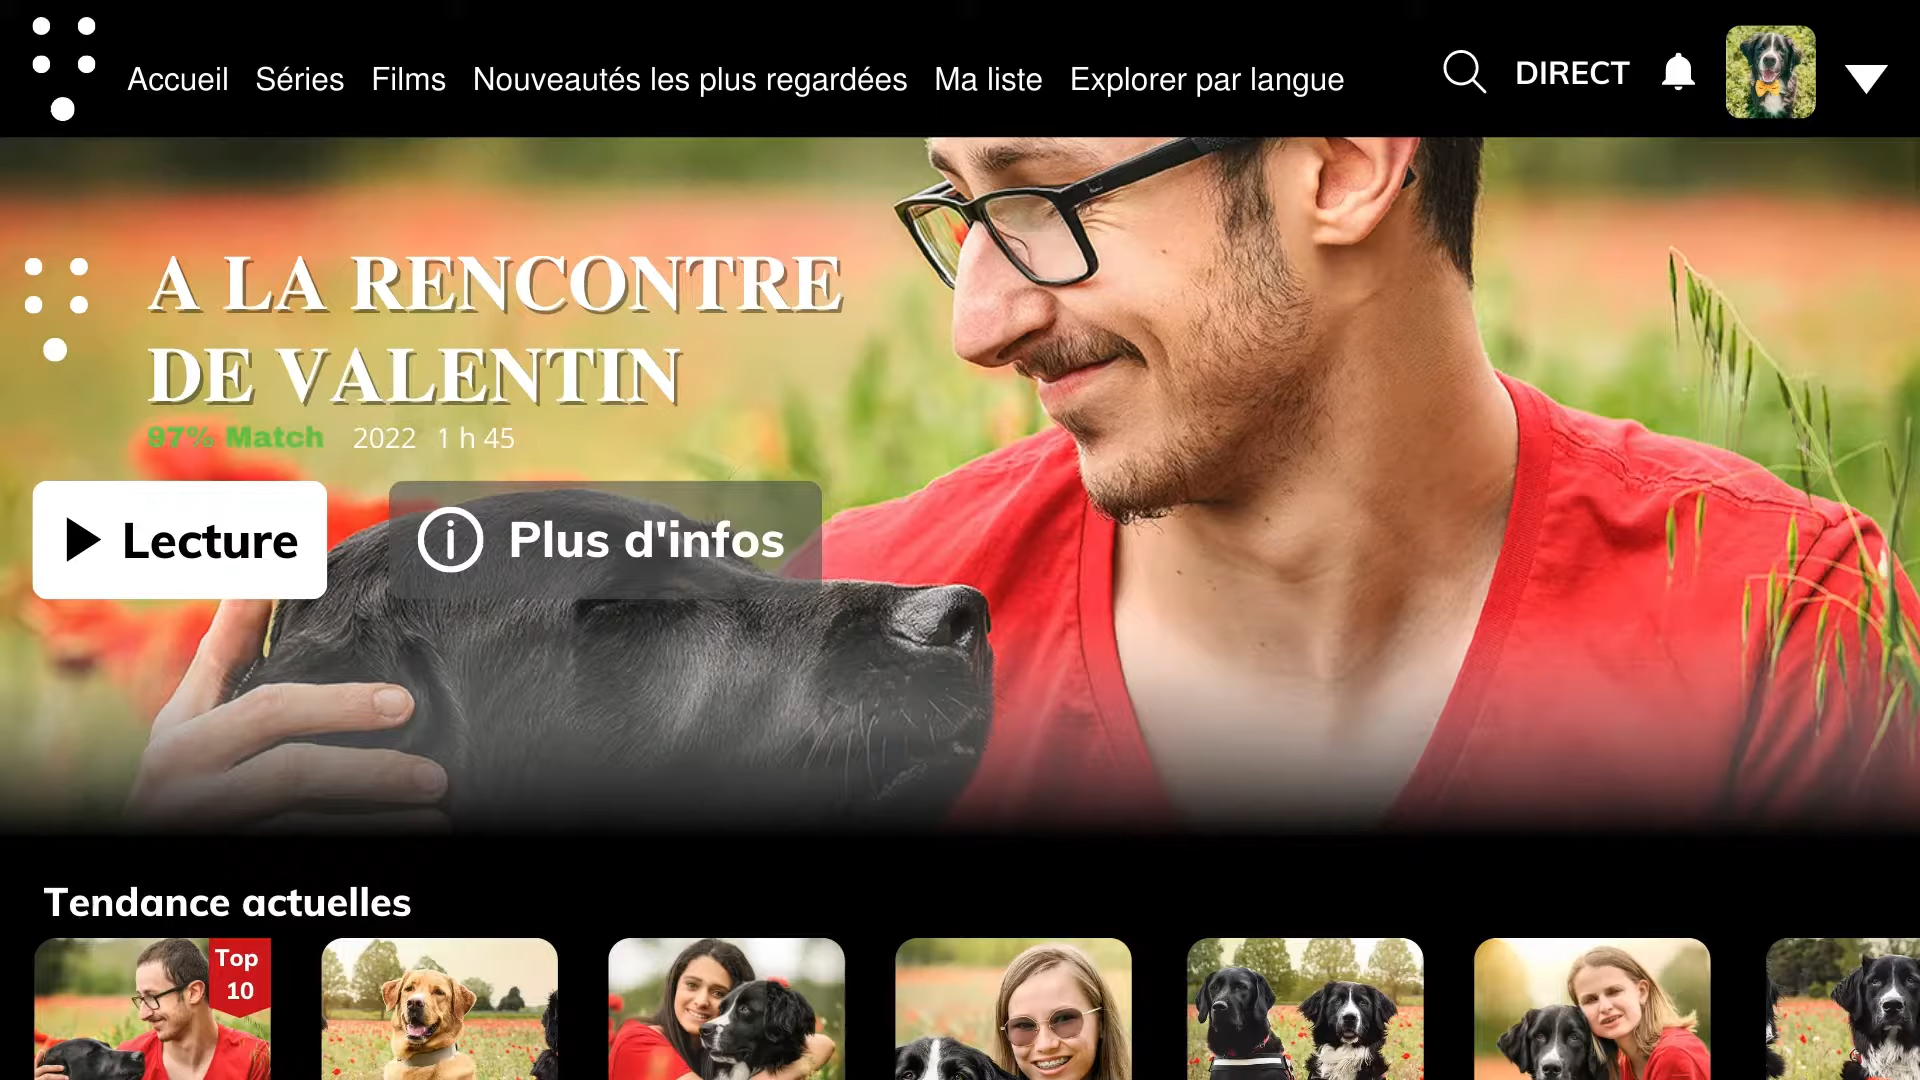 Accueil Séries Films Nouveautés les plus regardées Ma liste Explorer par langue DIRECT
A LA RENCONTRE
DE VALENTIN
97% Match 2022 1 h 45
Lecture Plus d'infos
Tendance actuelles
Top
10